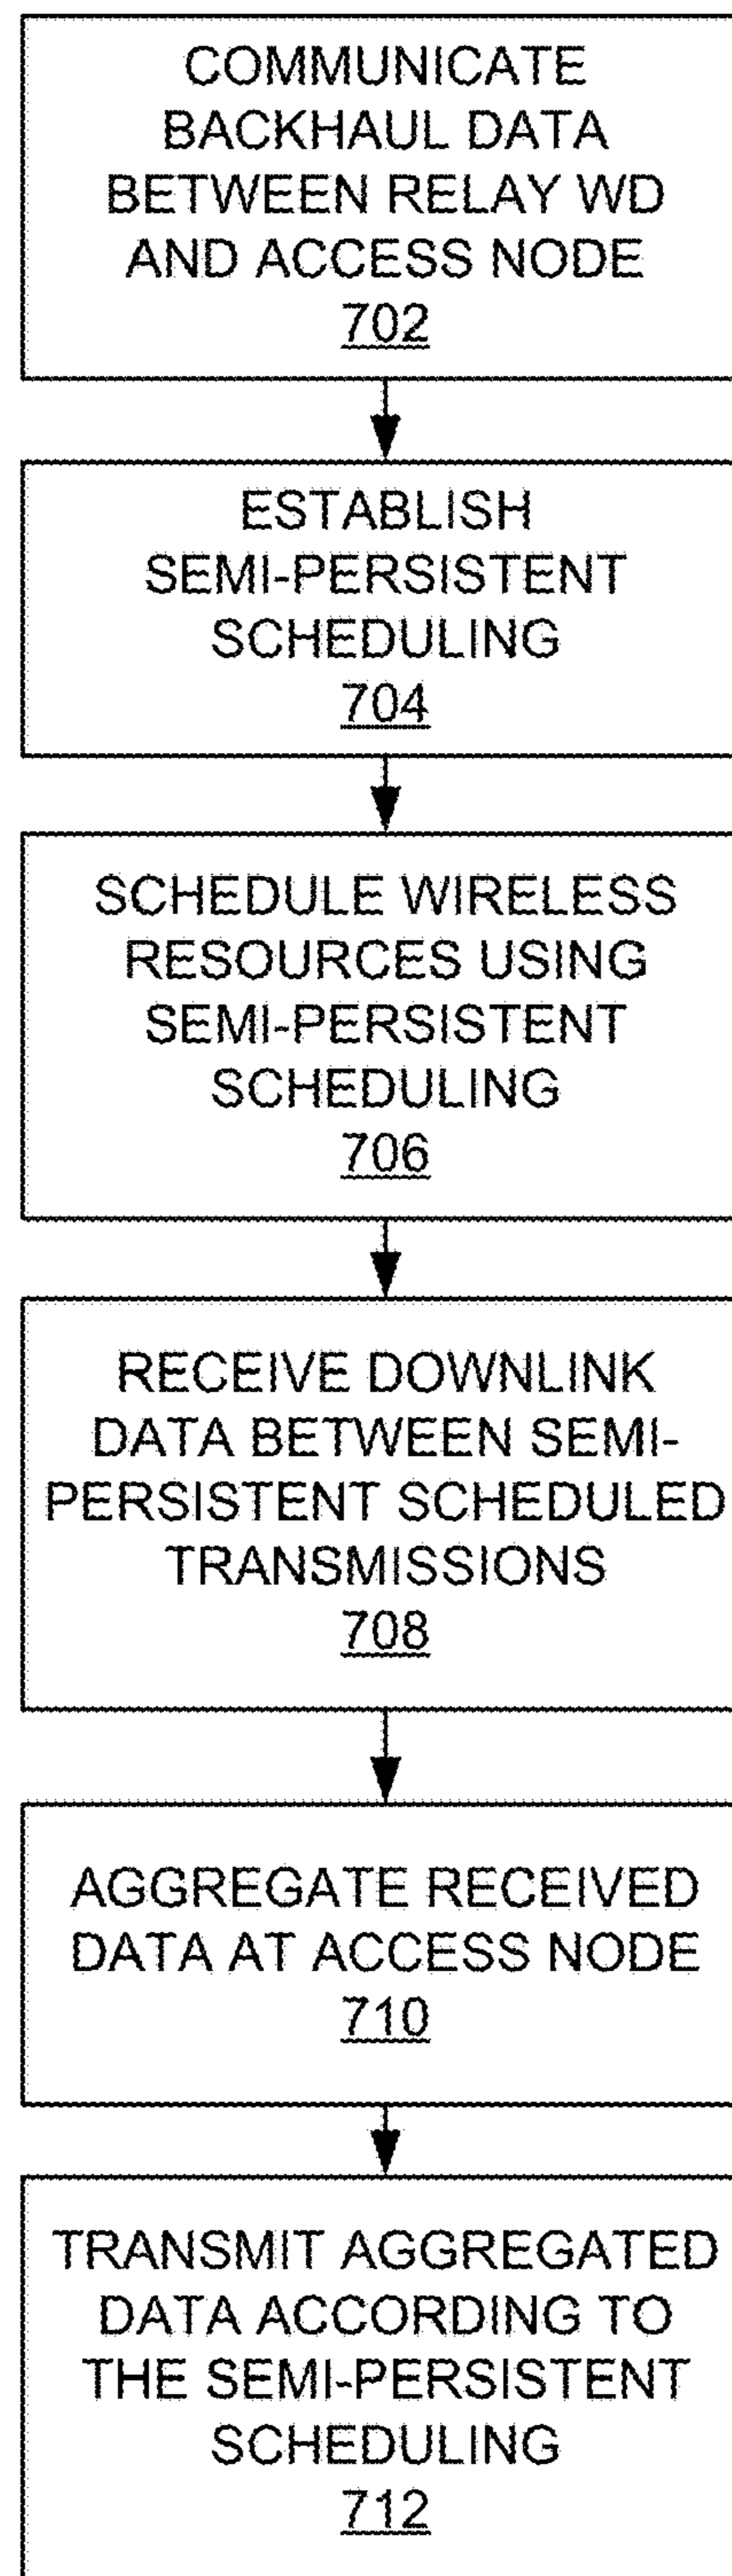 COMMUNICATE
BACKHAUL DATA
BETWEEN RELAY WD
AND ACCESS NODE
702
ESTABLISH
SEMI-PERSISTENT
SCHEDULING
704
SCHEDULE WIRELESS
RESOURCES USING
SEMI-PERSISTENT
SCHEDULING
706
RECEIVE DOWNLINK
DATA BETWEEN SEMI-
PERSISTENT SCHEDULED
TRANSMISSIONS
708
AGGREGATE RECEIVED
DATA AT ACCESS NODE
710
TRANSMIT AGGREGATED
DATA ACCORDING TO
THE SEMI-PERSISTENT
SCHEDULING
712